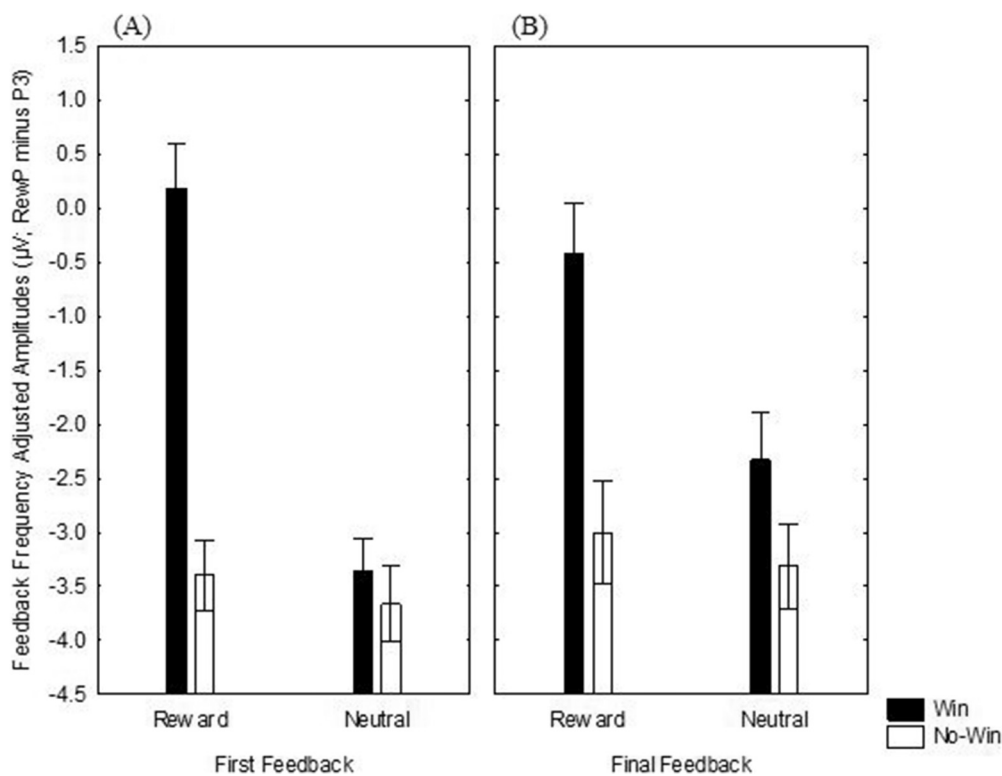 (A)
(B)
Feedback Frequency Adjusted Amplitudes (µV; RewP minus P3)
1.5
1.0
0.5
0.0
-0.5
-1.0
-1.5
-2.0
-2.5
-3.0
-3.5
-4.0
-4.5
Reward
Neutral
Reward
Neutral
First Feedback
Final Feedback
Win
No-Win